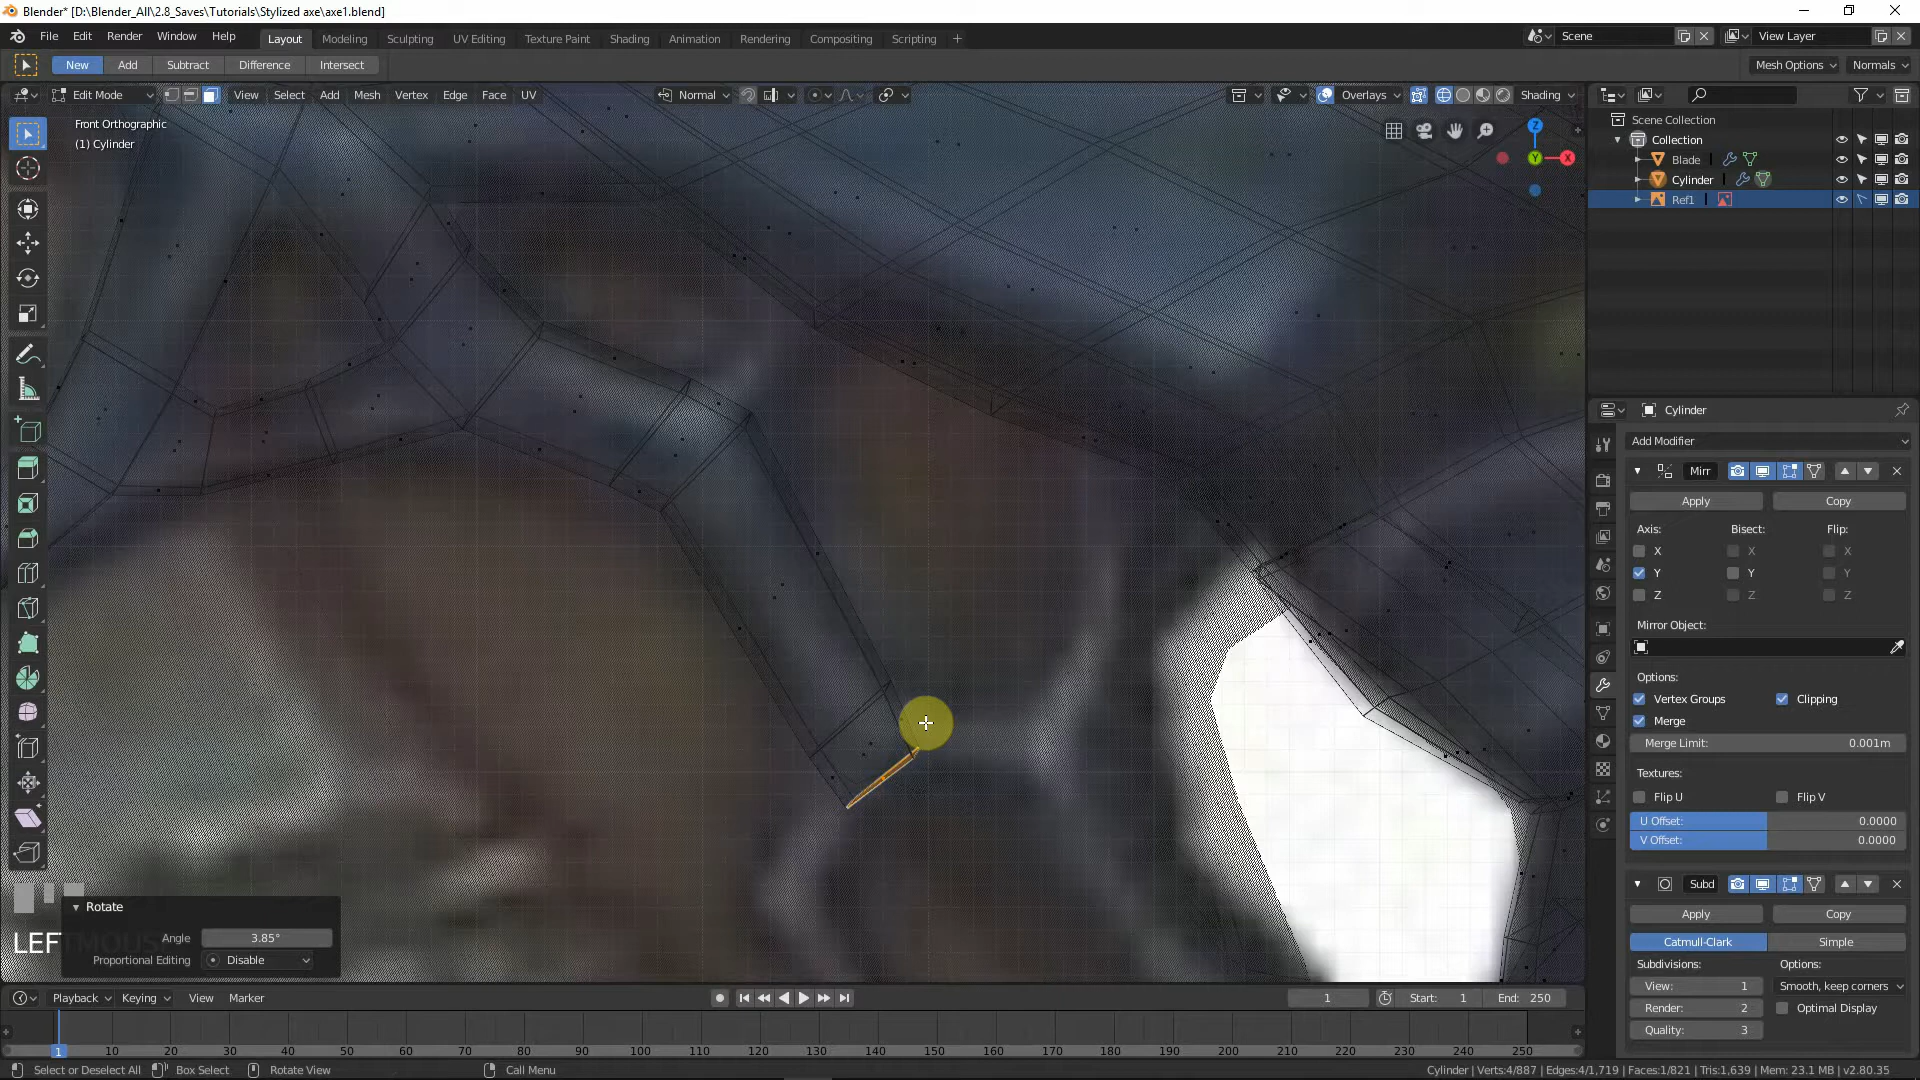 Blender* [D:\Blender_All\2.8_Saves\Tutorials\Stylized axe\axe1.blend]
File Edit Render Window Help Layout Modeling Sculpting UV Editing Texture Paint Shading Animation Rendering Compositing Scripting + Scene View Layer
New Add Subtract Difference Intersect Mesh Options Normals
Edit Mode View Select Add Mesh Vertex Edge Face UV Normal Overlays Shading
Front Orthographic
(1) Cylinder
Z
Y
X
Scene Collection
Collection
Blade
Cylinder
Ref1
Cylinder
Add Modifier
Mirr
Apply Copy
Axis: Bisect: Flip:
X X X
Y Y Y
Z Z Z
Mirror Object:
Options:
Vertex Groups Clipping
Merge
Merge Limit: 0.001m
Textures:
Flip U Flip V
U Offset: 0.0000
V Offset: 0.0000
Subd
Apply Copy
Catmull-Clark Simple
Subdivisions: Options:
View: 1 Smooth, keep corners
Render: 2 Optimal Display
Quality: 3
Rotate
Angle 3.85°
Proportional Editing Disable
LEFTMOUS
Playback Keying View Marker 1 Start: 1 End: 250
1 10 20 30 40 50 60 70 80 90 100 110 120 130 140 150 160 170 180 190 200 210 220 230 240 250
Select or Deselect All Box Select Rotate View Call Menu Cylinder | Verts:4/887 | Edges:4/1,719 | Faces:1/821 | Tris:1,639 | Mem: 23.1 MB | v2.80.35